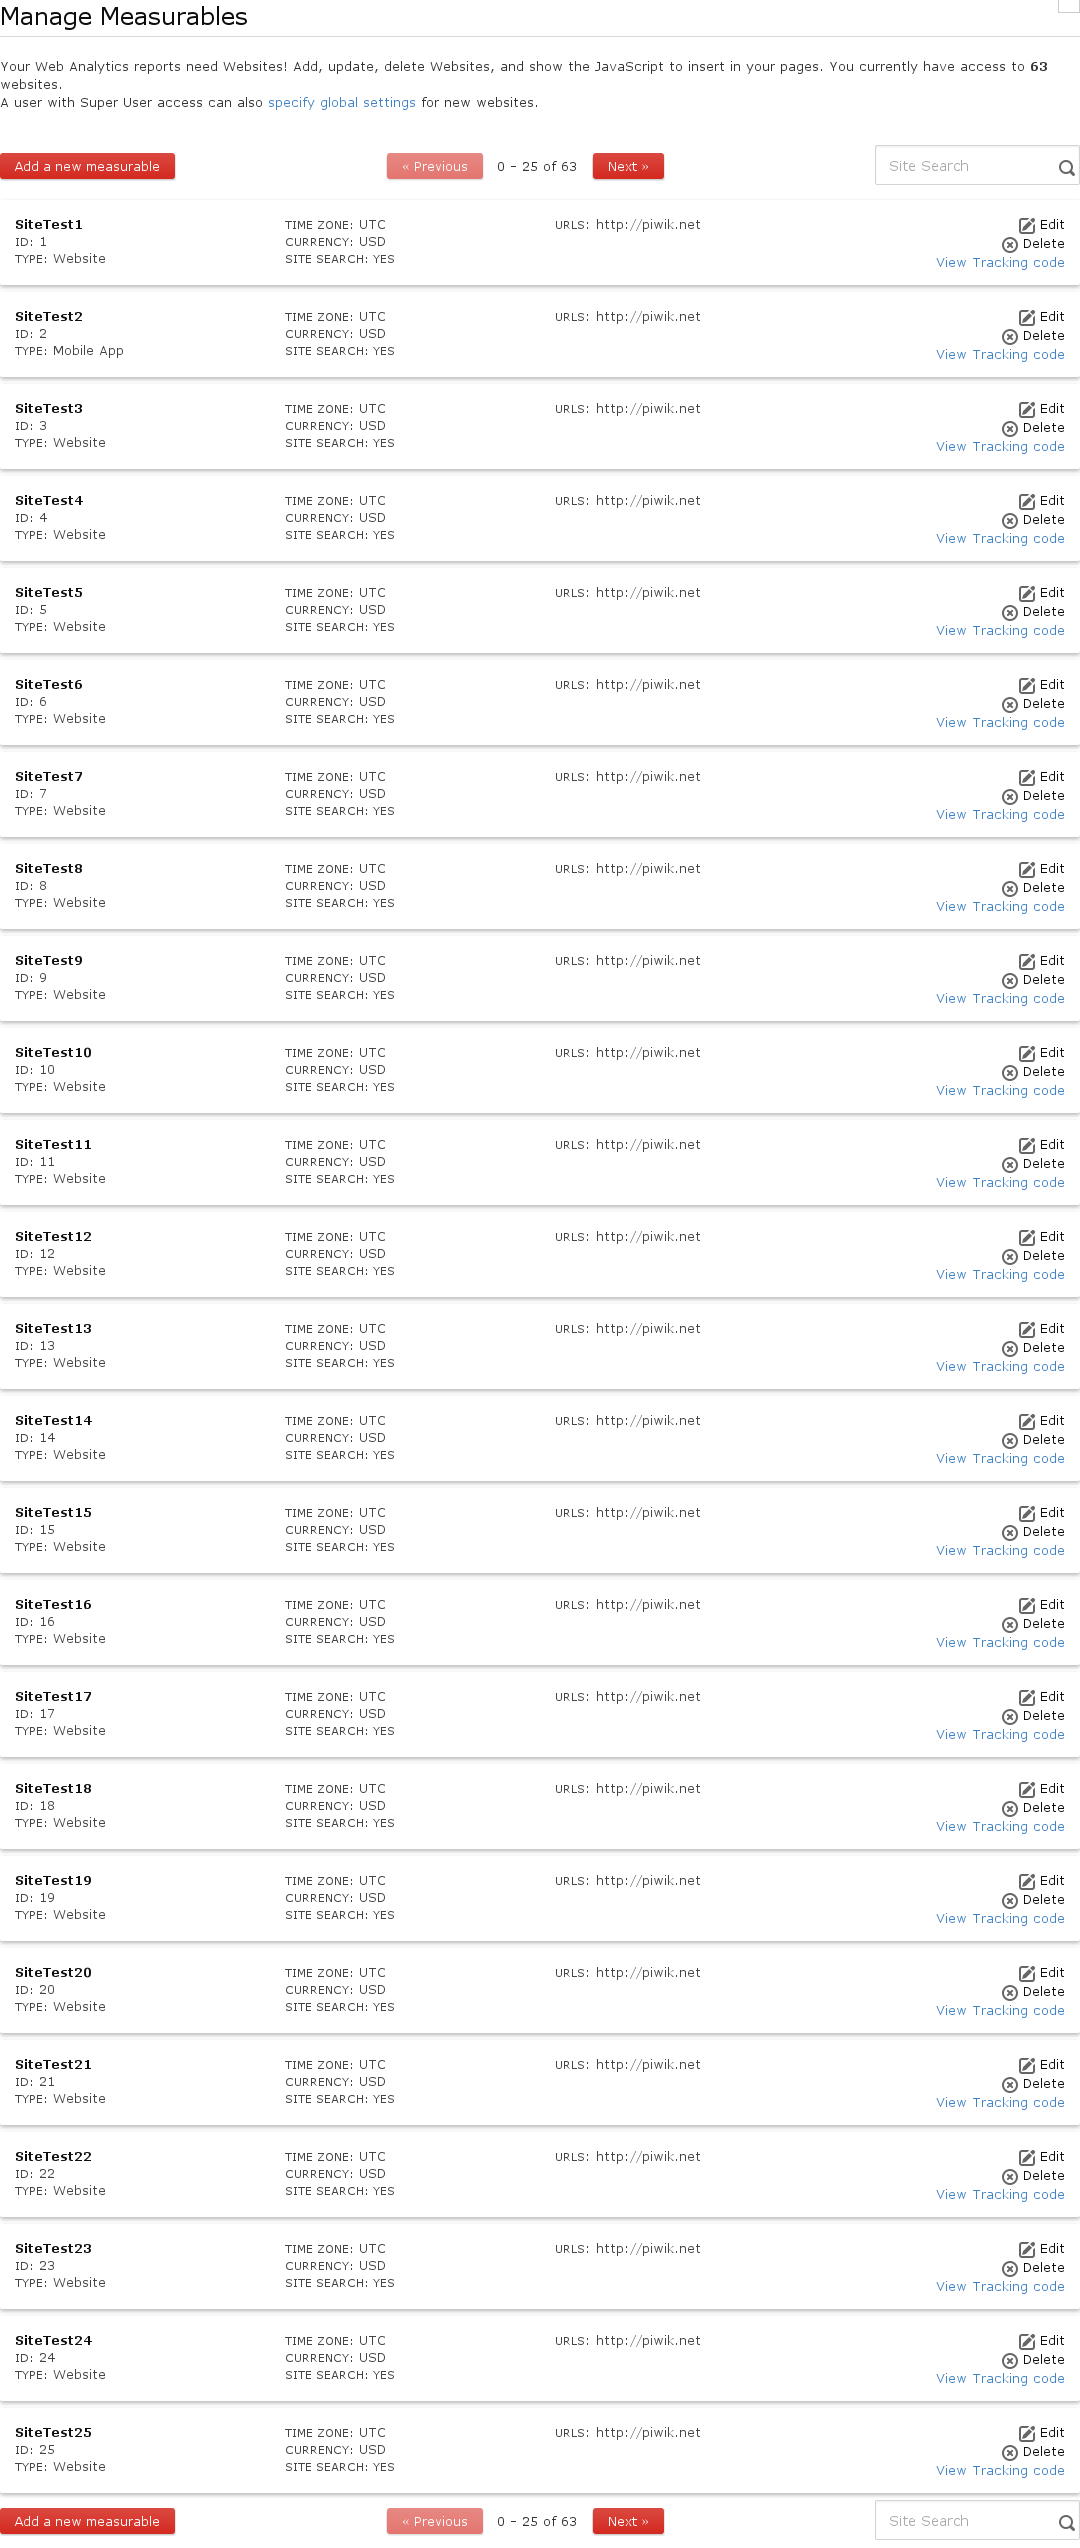 Manage Measurables
Your Web Analytics reports need Websites! Add, update, delete Websites, and show the JavaScript to insert in your pages. You currently have access to 63
websites.
A user with Super User access can also specify global settings for new websites.
Add a new measurable « Previous 0 – 25 of 63 Next » Site Search
SiteTest1 TIME ZONE: UTC URLS: http://piwik.net Edit
ID: 1 CURRENCY: USD Delete
TYPE: Website SITE SEARCH: YES View Tracking code
SiteTest2 TIME ZONE: UTC URLS: http://piwik.net Edit
ID: 2 CURRENCY: USD Delete
TYPE: Mobile App SITE SEARCH: YES View Tracking code
SiteTest3 TIME ZONE: UTC URLS: http://piwik.net Edit
ID: 3 CURRENCY: USD Delete
TYPE: Website SITE SEARCH: YES View Tracking code
SiteTest4 TIME ZONE: UTC URLS: http://piwik.net Edit
ID: 4 CURRENCY: USD Delete
TYPE: Website SITE SEARCH: YES View Tracking code
SiteTest5 TIME ZONE: UTC URLS: http://piwik.net Edit
ID: 5 CURRENCY: USD Delete
TYPE: Website SITE SEARCH: YES View Tracking code
SiteTest6 TIME ZONE: UTC URLS: http://piwik.net Edit
ID: 6 CURRENCY: USD Delete
TYPE: Website SITE SEARCH: YES View Tracking code
SiteTest7 TIME ZONE: UTC URLS: http://piwik.net Edit
ID: 7 CURRENCY: USD Delete
TYPE: Website SITE SEARCH: YES View Tracking code
SiteTest8 TIME ZONE: UTC URLS: http://piwik.net Edit
ID: 8 CURRENCY: USD Delete
TYPE: Website SITE SEARCH: YES View Tracking code
SiteTest9 TIME ZONE: UTC URLS: http://piwik.net Edit
ID: 9 CURRENCY: USD Delete
TYPE: Website SITE SEARCH: YES View Tracking code
SiteTest10 TIME ZONE: UTC URLS: http://piwik.net Edit
ID: 10 CURRENCY: USD Delete
TYPE: Website SITE SEARCH: YES View Tracking code
SiteTest11 TIME ZONE: UTC URLS: http://piwik.net Edit
ID: 11 CURRENCY: USD Delete
TYPE: Website SITE SEARCH: YES View Tracking code
SiteTest12 TIME ZONE: UTC URLS: http://piwik.net Edit
ID: 12 CURRENCY: USD Delete
TYPE: Website SITE SEARCH: YES View Tracking code
SiteTest13 TIME ZONE: UTC URLS: http://piwik.net Edit
ID: 13 CURRENCY: USD Delete
TYPE: Website SITE SEARCH: YES View Tracking code
SiteTest14 TIME ZONE: UTC URLS: http://piwik.net Edit
ID: 14 CURRENCY: USD Delete
TYPE: Website SITE SEARCH: YES View Tracking code
SiteTest15 TIME ZONE: UTC URLS: http://piwik.net Edit
ID: 15 CURRENCY: USD Delete
TYPE: Website SITE SEARCH: YES View Tracking code
SiteTest16 TIME ZONE: UTC URLS: http://piwik.net Edit
ID: 16 CURRENCY: USD Delete
TYPE: Website SITE SEARCH: YES View Tracking code
SiteTest17 TIME ZONE: UTC URLS: http://piwik.net Edit
ID: 17 CURRENCY: USD Delete
TYPE: Website SITE SEARCH: YES View Tracking code
SiteTest18 TIME ZONE: UTC URLS: http://piwik.net Edit
ID: 18 CURRENCY: USD Delete
TYPE: Website SITE SEARCH: YES View Tracking code
SiteTest19 TIME ZONE: UTC URLS: http://piwik.net Edit
ID: 19 CURRENCY: USD Delete
TYPE: Website SITE SEARCH: YES View Tracking code
SiteTest20 TIME ZONE: UTC URLS: http://piwik.net Edit
ID: 20 CURRENCY: USD Delete
TYPE: Website SITE SEARCH: YES View Tracking code
SiteTest21 TIME ZONE: UTC URLS: http://piwik.net Edit
ID: 21 CURRENCY: USD Delete
TYPE: Website SITE SEARCH: YES View Tracking code
SiteTest22 TIME ZONE: UTC URLS: http://piwik.net Edit
ID: 22 CURRENCY: USD Delete
TYPE: Website SITE SEARCH: YES View Tracking code
SiteTest23 TIME ZONE: UTC URLS: http://piwik.net Edit
ID: 23 CURRENCY: USD Delete
TYPE: Website SITE SEARCH: YES View Tracking code
SiteTest24 TIME ZONE: UTC URLS: http://piwik.net Edit
ID: 24 CURRENCY: USD Delete
TYPE: Website SITE SEARCH: YES View Tracking code
SiteTest25 TIME ZONE: UTC URLS: http://piwik.net Edit
ID: 25 CURRENCY: USD Delete
TYPE: Website SITE SEARCH: YES View Tracking code
Add a new measurable « Previous 0 – 25 of 63 Next » Site Search